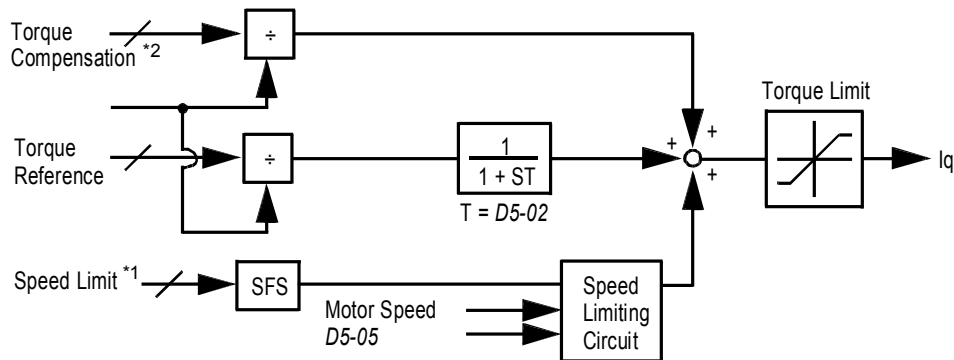 Torque
Compensation *2
÷
Torque Limit
Torque
Reference
÷
1
1 + ST
T = D5-02
+
+
+
Iq
Speed Limit *1
SFS
Motor Speed
D5-05
Speed
Limiting
Circuit